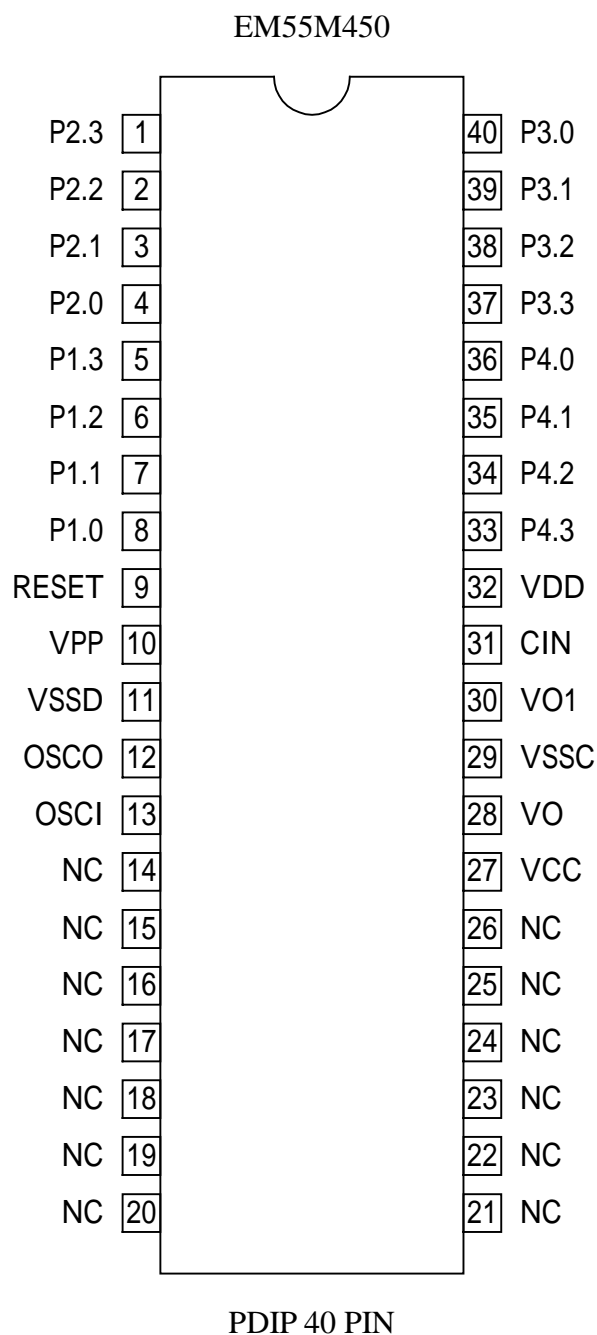 EM55M450
P2.3 1 40 P3.0
P2.2 2 39 P3.1
P2.1 3 38 P3.2
P2.0 4 37 P3.3
P1.3 5 36 P4.0
P1.2 6 35 P4.1
P1.1 7 34 P4.2
P1.0 8 33 P4.3
RESET 9 32 VDD
VPP 10 31 CIN
VSSD 11 30 VO1
OSCO 12 29 VSSC
OSCI 13 28 VO
NC 14 27 VCC
NC 15 26 NC
NC 16 25 NC
NC 17 24 NC
NC 18 23 NC
NC 19 22 NC
NC 20 21 NC
PDIP 40 PIN